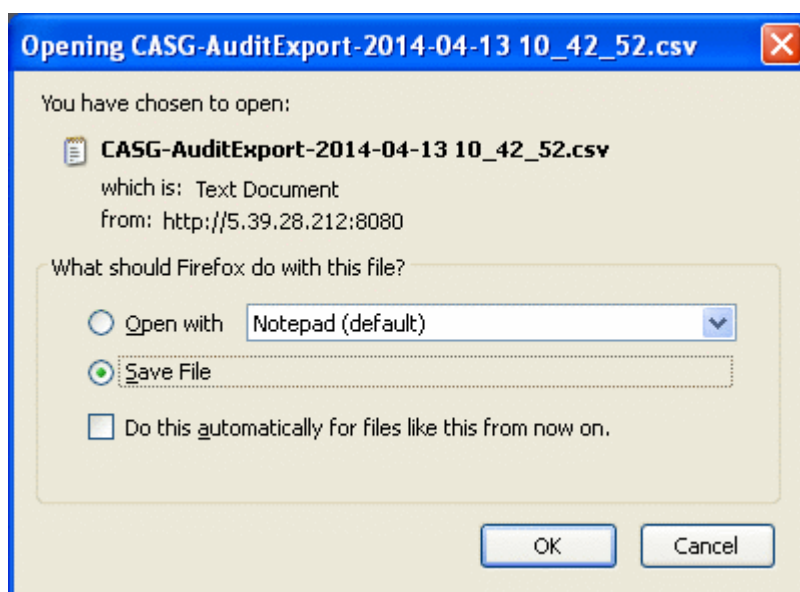 Opening CASG-AuditExport-2014-04-13 10_42_52.csv
You have chosen to open:
CASG-AuditExport-2014-04-13 10_42_52.csv
which is: Text Document
from: http://5.39.28.212:8080
What should Firefox do with this file?
Open with Notepad (default)
Save File
Do this automatically for files like this from now on.
OK Cancel